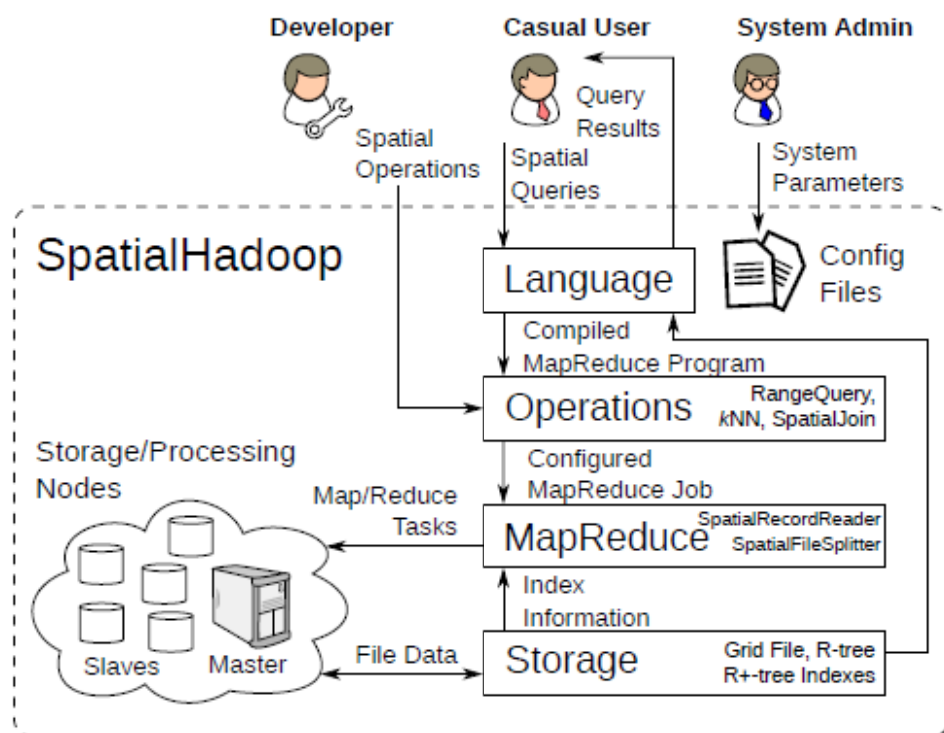 Developer
Casual User
System Admin
Query
Results
Spatial
Operations
Spatial
Queries
System
Parameters
SpatialHadoop
Language
Config
Files
Compiled
MapReduce Program
Operations
RangeQuery,
kNN, SpatialJoin
Configured
MapReduce Job
Storage/Processing
Nodes
Map/Reduce
Tasks
MapReduce
SpatialRecordReader
SpatialFileSplitter
Index
Information
Slaves
Master
File Data
Storage
Grid File, R-tree
R+-tree Indexes